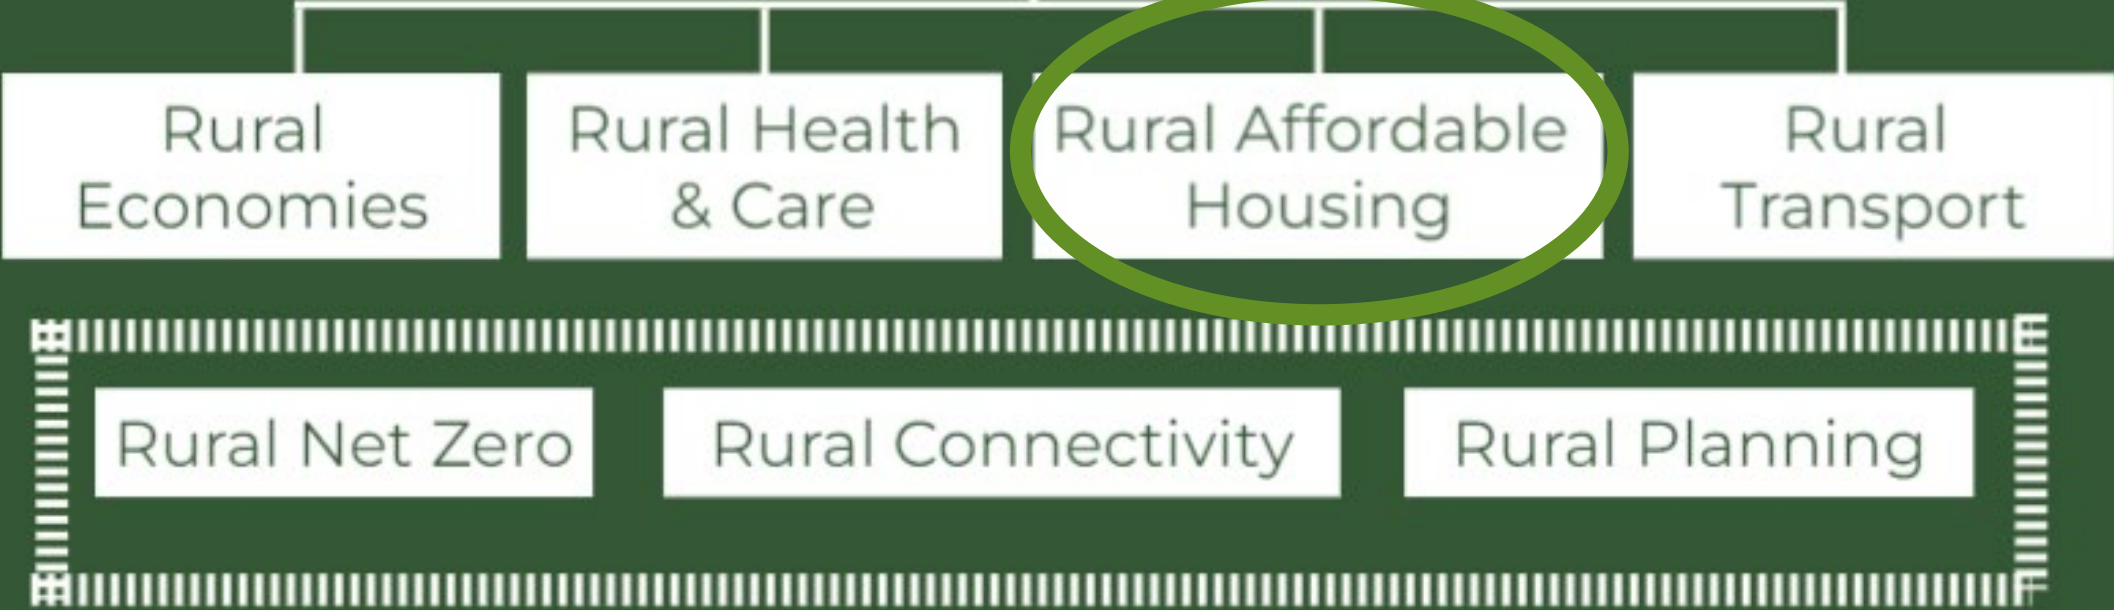 Rural
Economies
Rural Health
& Care
Rural Affordable
Housing
Rural
Transport
Rural Net Zero
Rural Connectivity
Rural Planning